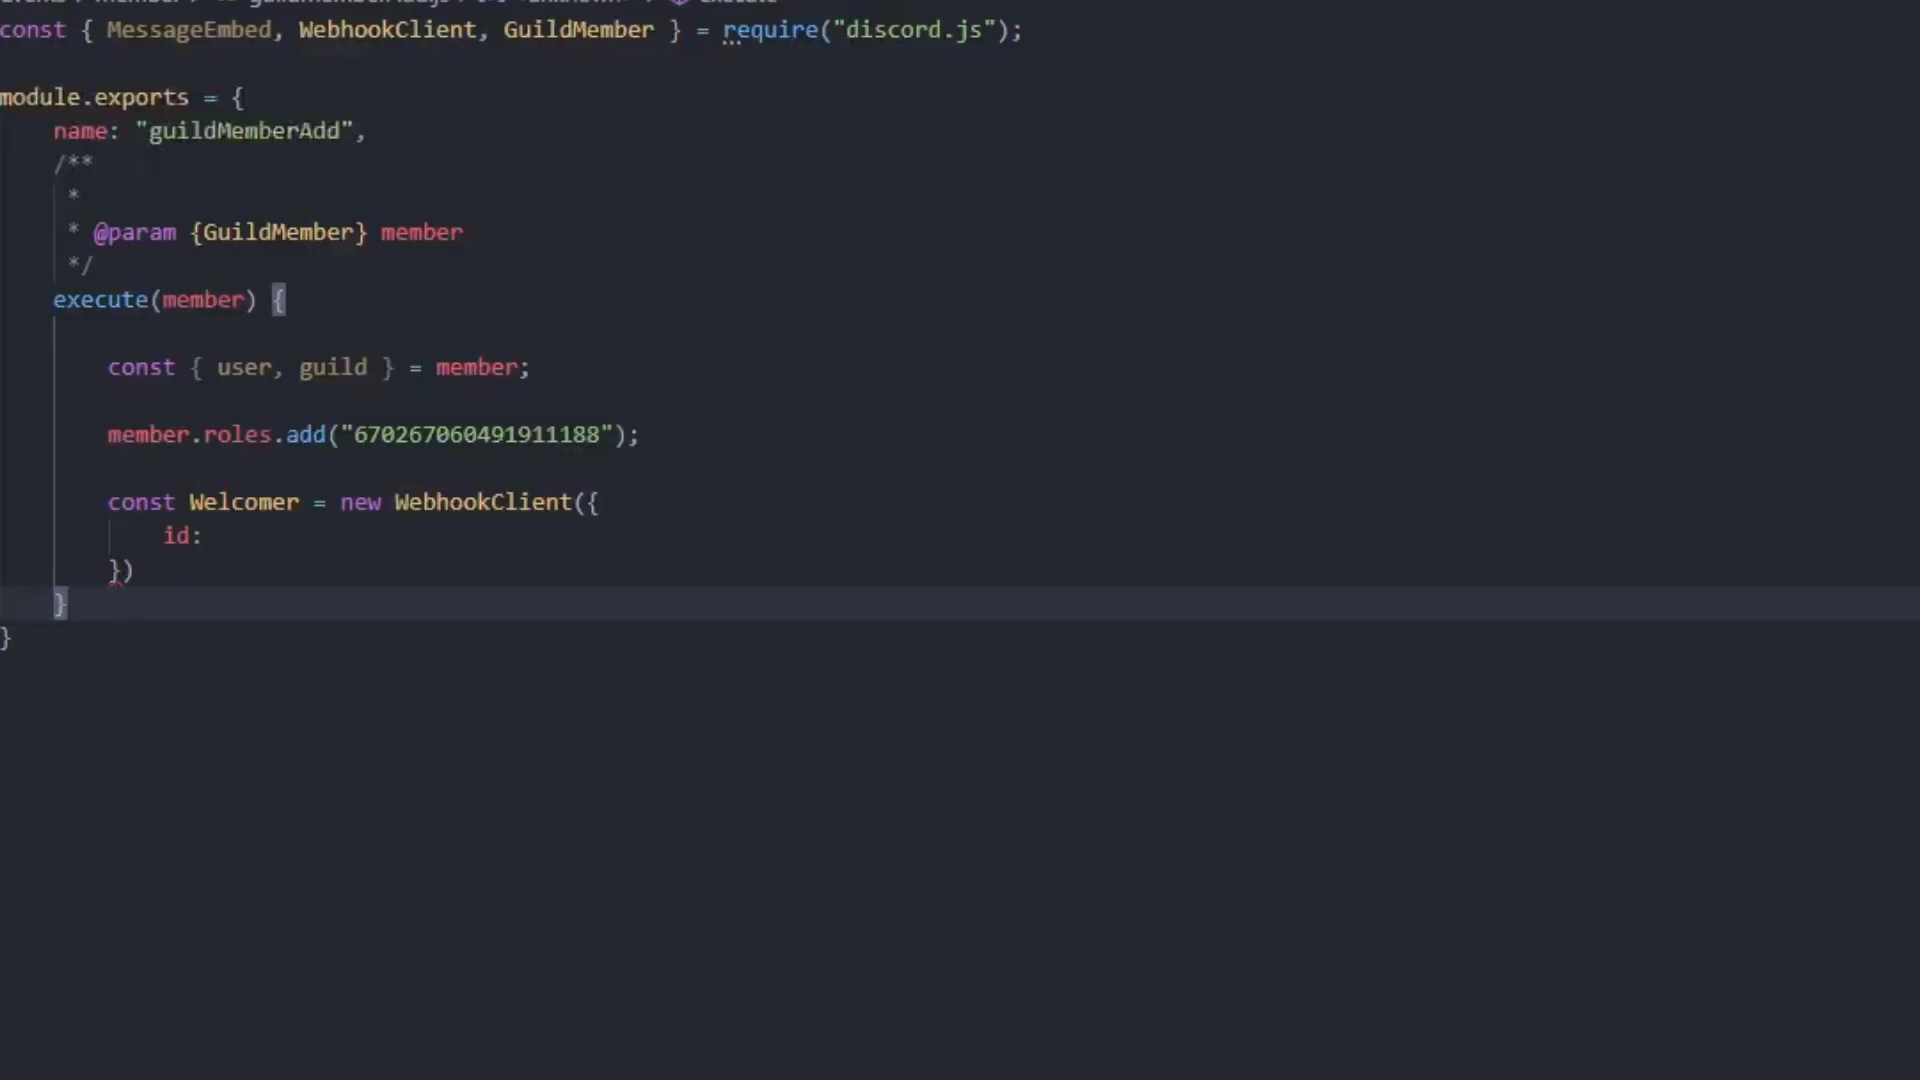 const { MessageEmbed, WebhookClient, GuildMember } = require("discord.js");
module.exports = {
name: "guildMemberAdd",
/**
*
* @param {GuildMember} member
*/
execute(member) {
const { user, guild } = member;
member.roles.add("670267060491911188");
const Welcomer = new WebhookClient({
id:
})
}
}